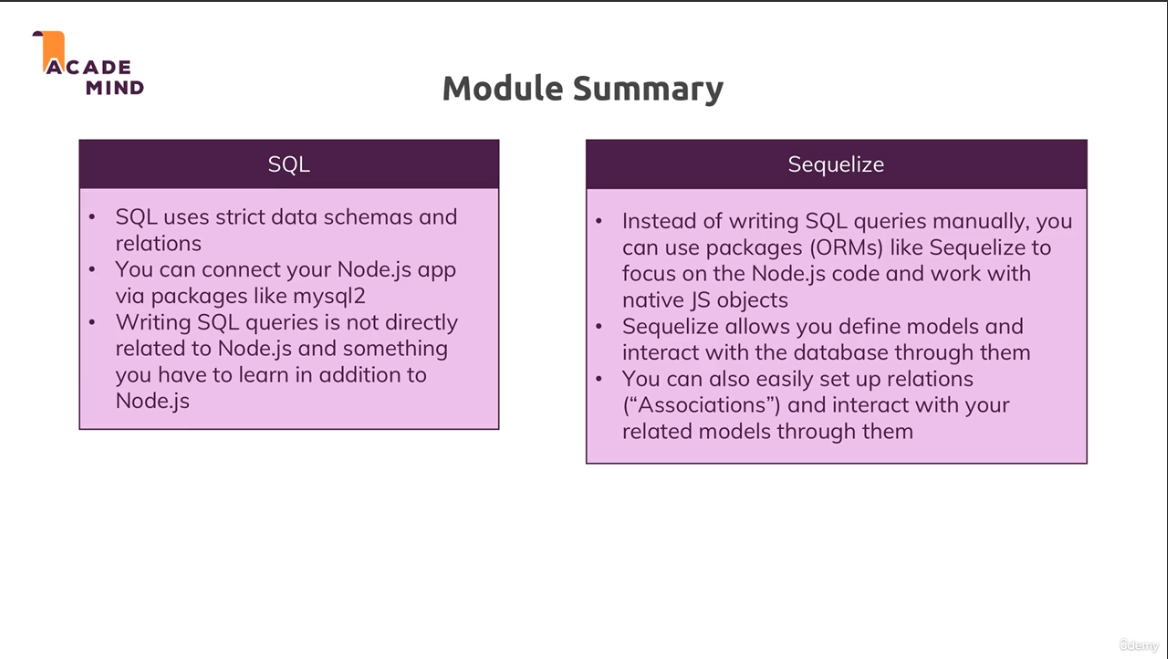 ACADE
MIND
Module Summary
SQL
• SQL uses strict data schemas and
relations
• You can connect your Node.js app
via packages like mysql2
• Writing SQL queries is not directly
related to Node.js and something
you have to learn in addition to
Node.js
Sequelize
• Instead of writing SQL queries manually, you
can use packages (ORMs) like Sequelize to
focus on the Node.js code and work with
native JS objects
• Sequelize allows you define models and
interact with the database through them
• You can also easily set up relations
(“Associations”) and interact with your
related models through them
ûdemy